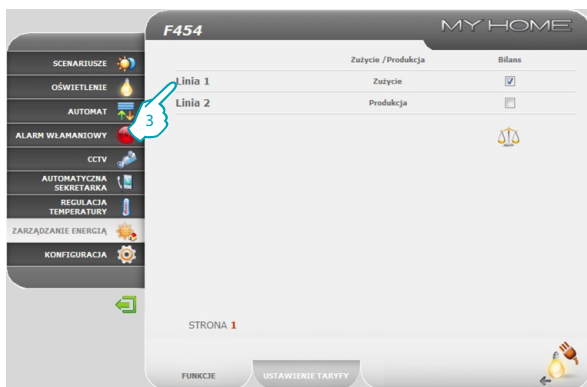 F454
MY HOME
SCENARIUSZE
OŚWIETLENIE
AUTOMAT
ALARM WŁAMANIOWY
CCTV
AUTOMATYCZNA
SEKRETARKA
REGULACJA
TEMPERATURY
ZARZĄDZANIE ENERGIĄ
KONFIGURACJA
Zużycie /Produkcja Bilans
Linia 1 Zużycie
Linia 2 Produkcja
3
STRONA 1
FUNKCJE USTAWIENIE TARYFY